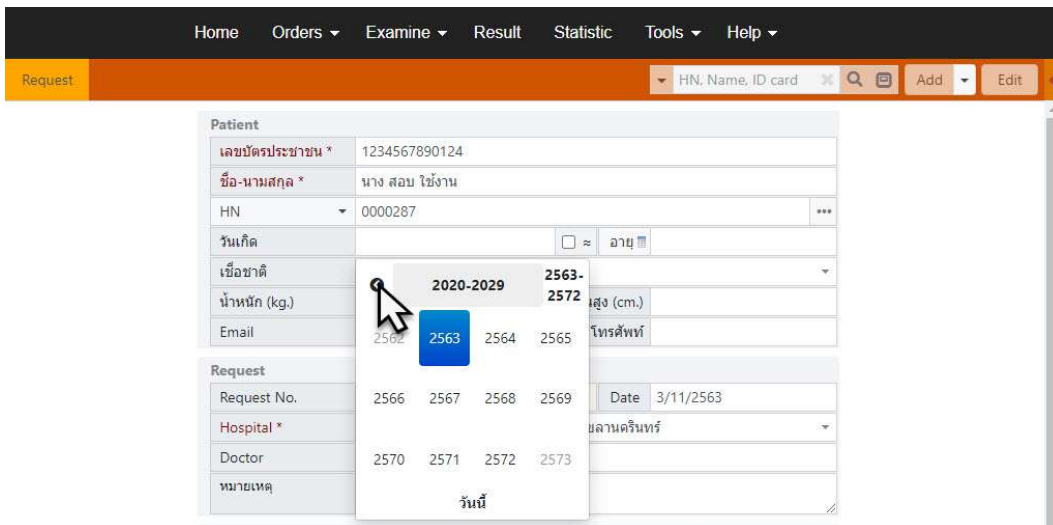 Home Orders Examine Result Statistic Tools Help
Request HN, Name, ID card Add Edit
Patient
เลขบัตรประชาชน * 1234567890124
ชื่อ-นามสกุล * นาง สอบ ใช้งาน
HN 0000287
วันเกิด ≈ อายุ
เชื้อชาติ
2020-2029 2563-2572
น้ำหนัก (kg.) นสูง (cm.)
Email โทรศัพท์
2562 2563 2564 2565
Request
Request No. Date 3/11/2563
2566 2567 2568 2569
Hospital * ขลานครินทร์
Doctor
2570 2571 2572 2573
หมายเหตุ
วันนี้